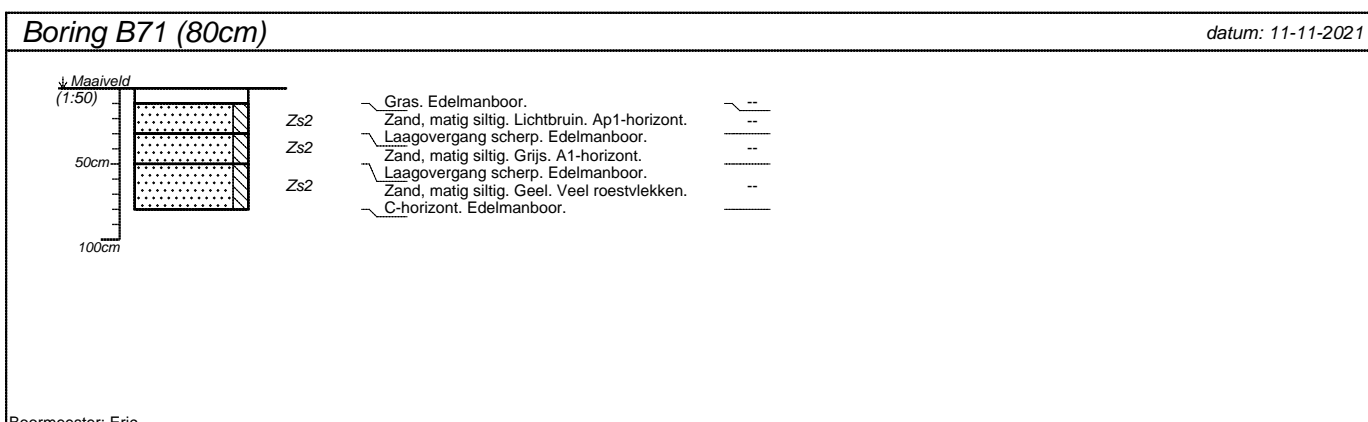 Boring B71 (80cm)
datum: 11-11-2021
Maaiveld
(1:50)
Gras. Edelmanboor.
--
Zs2
Zand, matig siltig. Lichtbruin. Ap1-horizont.
--
Laagovergang scherp. Edelmanboor.
Zs2
Zand, matig siltig. Grijs. A1-horizont.
--
50cm
Laagovergang scherp. Edelmanboor.
Zs2
Zand, matig siltig. Geel. Veel roestvlekken.
--
C-horizont. Edelmanboor.
100cm
Boormeester: Eric